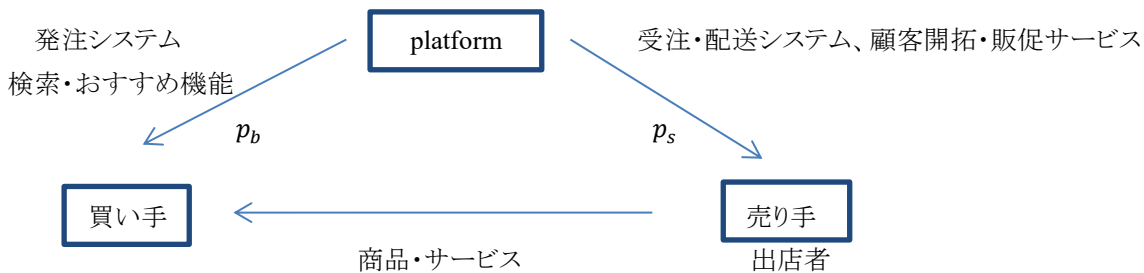 発注システム
platform
受注・配送システム、顧客開拓・販促サービス
検索・おすすめ機能
p_b
p_s
買い手
売り手
商品・サービス
出店者